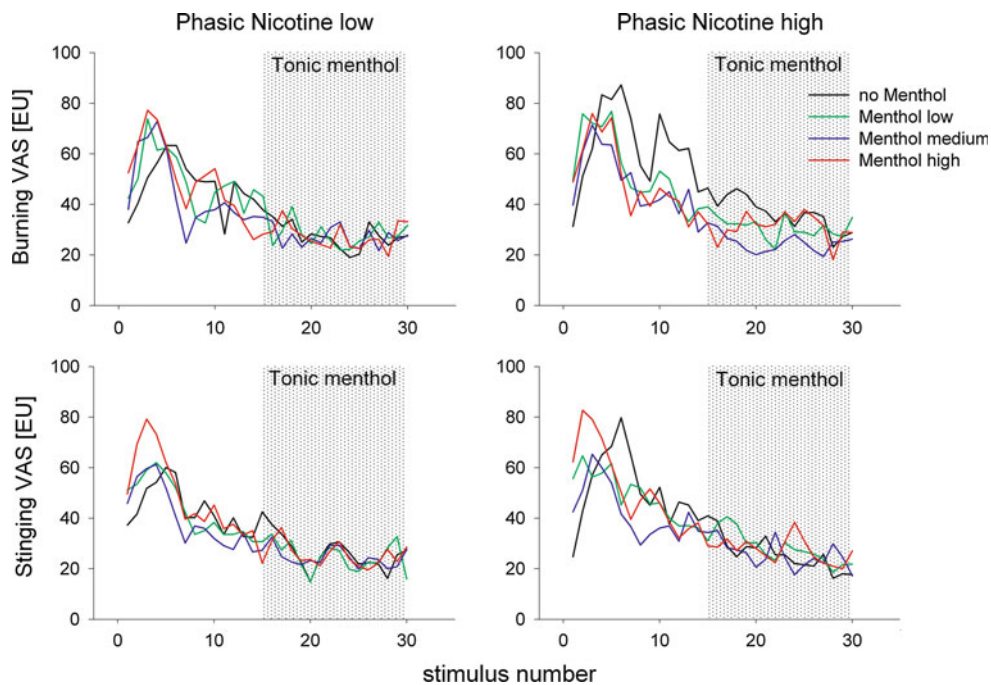 Phasic Nicotine low
Phasic Nicotine high
100
80
60
40
20
0
Burning VAS [EU]
Tonic menthol
0 10 20 30
100
80
60
40
20
0
Tonic menthol
0 10 20 30
no Menthol
Menthol low
Menthol medium
Menthol high
100
80
60
40
20
0
Stinging VAS [EU]
Tonic menthol
0 10 20 30
100
80
60
40
20
0
Tonic menthol
0 10 20 30
stimulus number